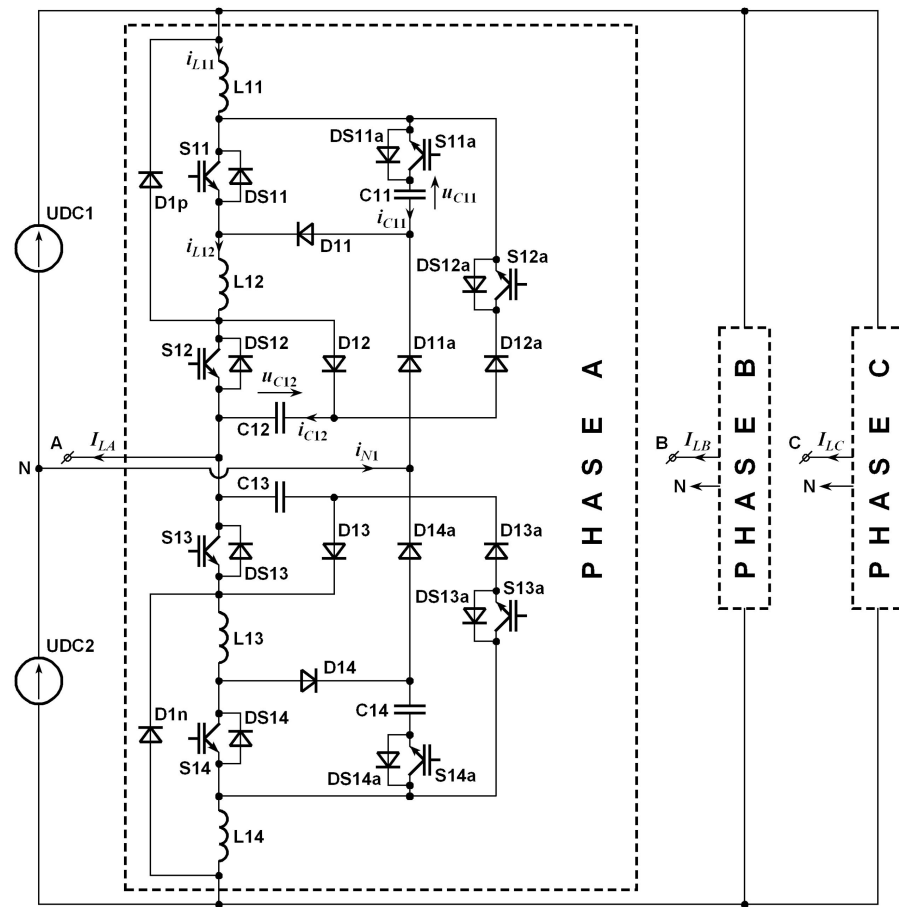 iL11
L11
DS11a
S11a
S11
DS11
D1p
C11
uC11
iC11
UDC1
iL12
D11
L12
DS12a
S12a
S12
DS12
D12
D11a
D12a
uC12
C12
iC12
A
ILA
N
iN1
C13
S13
DS13
D13
D14a
D13a
DS13a
S13a
L13
UDC2
D14
D1n
DS14
C14
S14
DS14a
S14a
L14
PHASE A
B
ILB
N
PHASE B
C
ILC
N
PHASE C